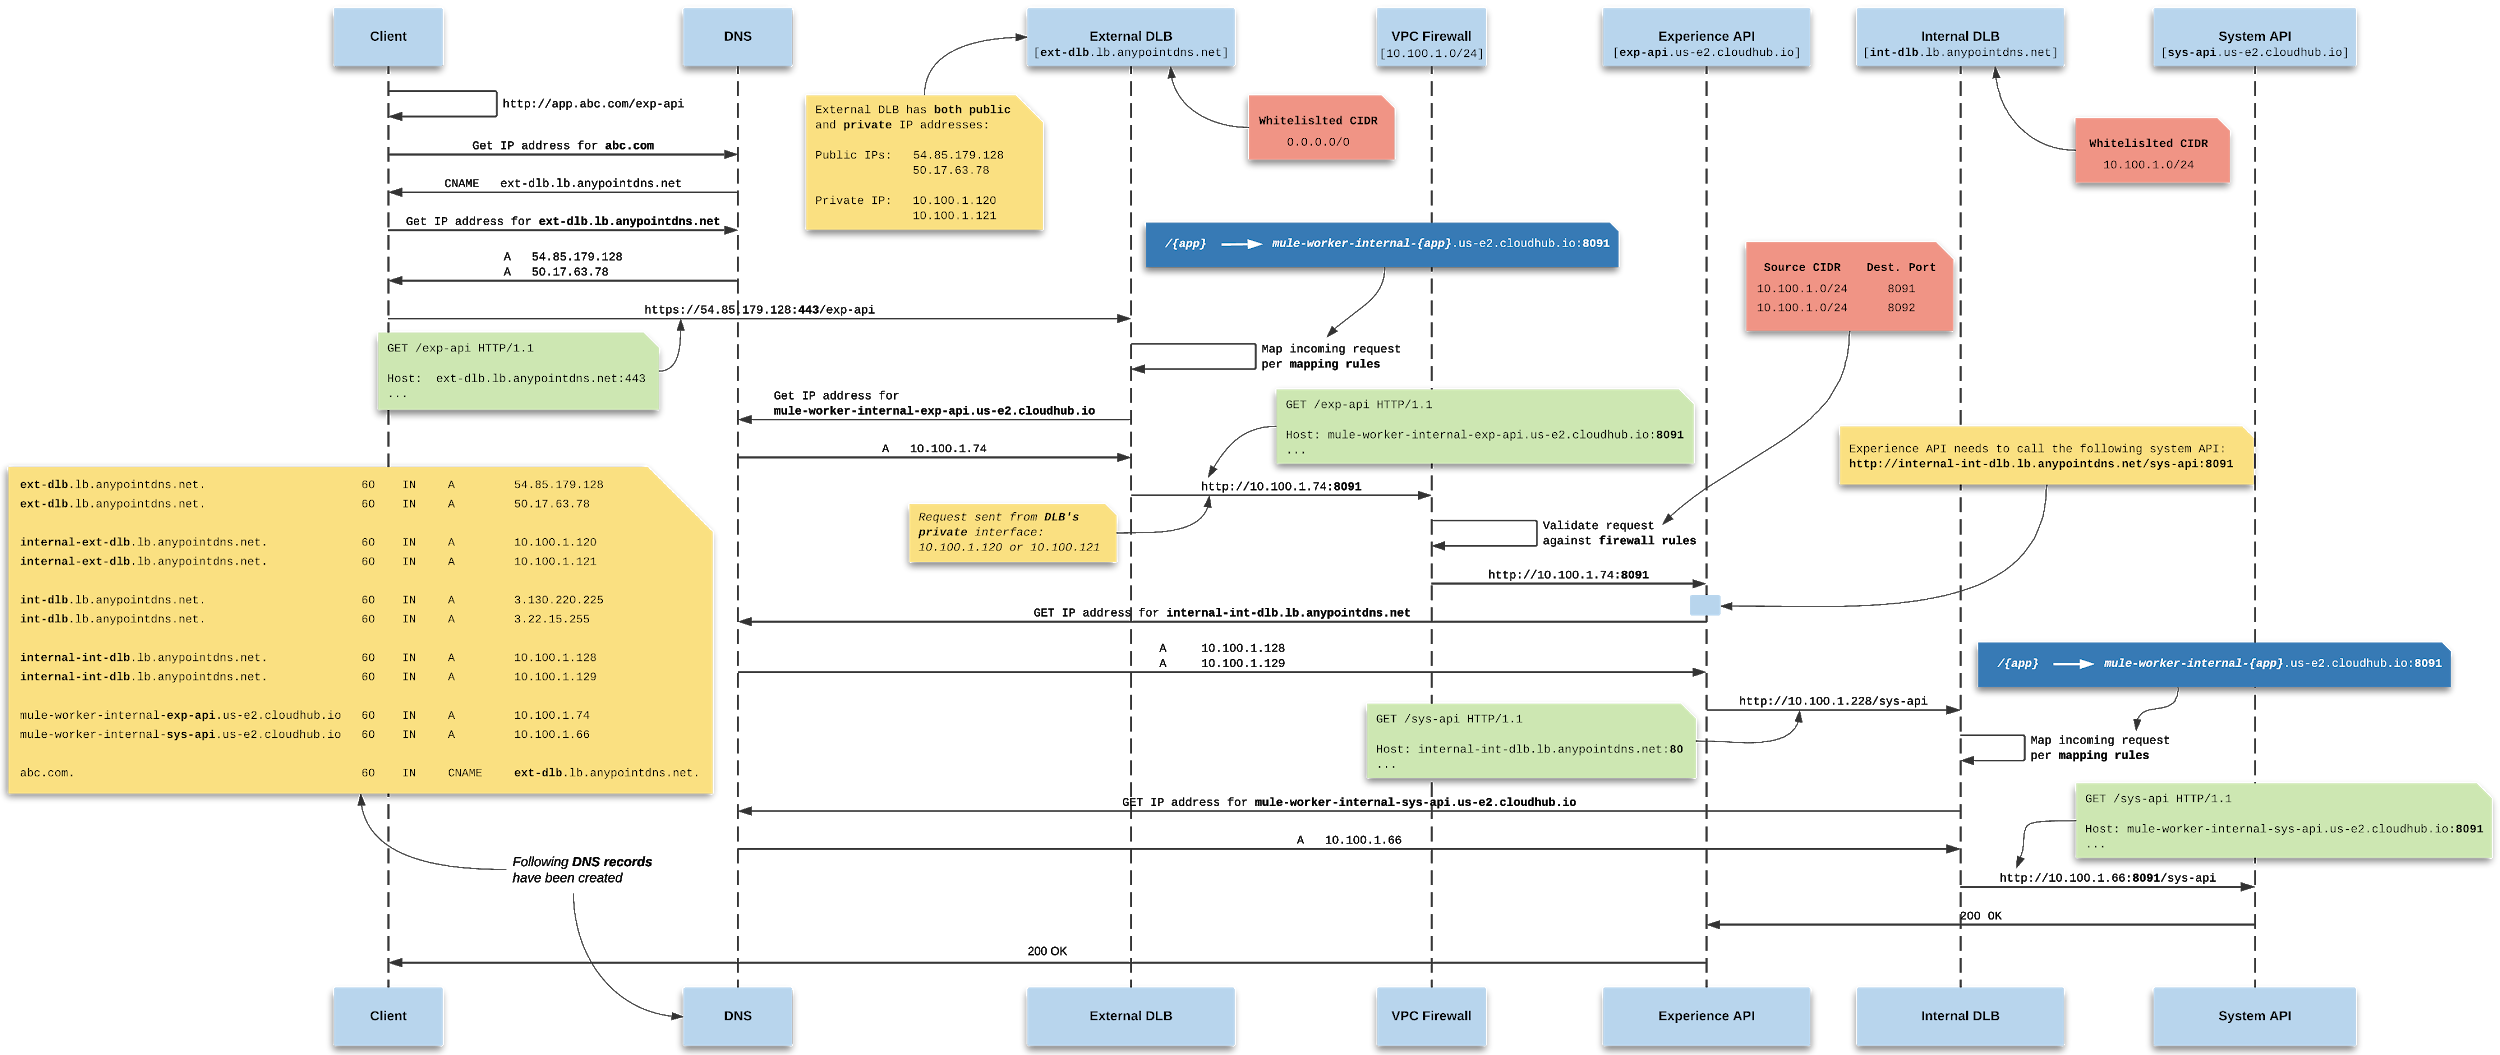 Client
DNS
External DLB
[ext-dlb.lb.anypointdns.net]
VPC Firewall
[10.100.1.0/24]
Experience API
[exp-api.us-e2.cloudhub.io]
Internal DLB
[int-dlb.lb.anypointdns.net]
System API
[sys-api.us-e2.cloudhub.io]
http://app.abc.com/exp-api
External DLB has both public
and private IP addresses:
Public IPs: 54.85.179.128
50.17.63.78
Private IP: 10.100.1.120
10.100.1.121
Whitelislted CIDR
0.0.0.0/0
Whitelislted CIDR
10.100.1.0/24
Get IP address for abc.com
CNAME ext-dlb.lb.anypointdns.net
Get IP address for ext-dlb.lb.anypointdns.net
A 54.85.179.128
A 50.17.63.78
/{app} mule-worker-internal-{app}.us-e2.cloudhub.io:8091
Source CIDR Dest. Port
10.100.1.0/24 8091
10.100.1.0/24 8092
https://54.85.179.128:443/exp-api
GET /exp-api HTTP/1.1
Host: ext-dlb.lb.anypointdns.net:443
...
Map incoming request
per mapping rules
Get IP address for
mule-worker-internal-exp-api.us-e2.cloudhub.io
GET /exp-api HTTP/1.1
Host: mule-worker-internal-exp-api.us-e2.cloudhub.io:8091
...
A 10.100.1.74
Experience API needs to call the following system API:
http://internal-int-dlb.lb.anypointdns.net/sys-api:8091
http://10.100.1.74:8091
Request sent from DLB's
private interface:
10.100.1.120 or 10.100.121
Validate request
against firewall rules
http://10.100.1.74:8091
ext-dlb.lb.anypointdns.net. 60 IN A 54.85.179.128
ext-dlb.lb.anypointdns.net. 60 IN A 50.17.63.78
internal-ext-dlb.lb.anypointdns.net. 60 IN A 10.100.1.120
internal-ext-dlb.lb.anypointdns.net. 60 IN A 10.100.1.121
int-dlb.lb.anypointdns.net. 60 IN A 3.130.220.225
int-dlb.lb.anypointdns.net. 60 IN A 3.22.15.255
internal-int-dlb.lb.anypointdns.net. 60 IN A 10.100.1.128
internal-int-dlb.lb.anypointdns.net. 60 IN A 10.100.1.129
mule-worker-internal-exp-api.us-e2.cloudhub.io 60 IN A 10.100.1.74
mule-worker-internal-sys-api.us-e2.cloudhub.io 60 IN A 10.100.1.66
abc.com. 60 IN CNAME ext-dlb.lb.anypointdns.net.
GET IP address for internal-int-dlb.lb.anypointdns.net
A 10.100.1.128
A 10.100.1.129
/{app} mule-worker-internal-{app}.us-e2.cloudhub.io:8091
http://10.100.1.228/sys-api
GET /sys-api HTTP/1.1
Host: internal-int-dlb.lb.anypointdns.net:80
...
Map incoming request
per mapping rules
GET IP address for mule-worker-internal-sys-api.us-e2.cloudhub.io
GET /sys-api HTTP/1.1
Host: mule-worker-internal-sys-api.us-e2.cloudhub.io:8091
...
A 10.100.1.66
Following DNS records
have been created
http://10.100.1.66:8091/sys-api
200 OK
200 OK
Client
DNS
External DLB
VPC Firewall
Experience API
Internal DLB
System API